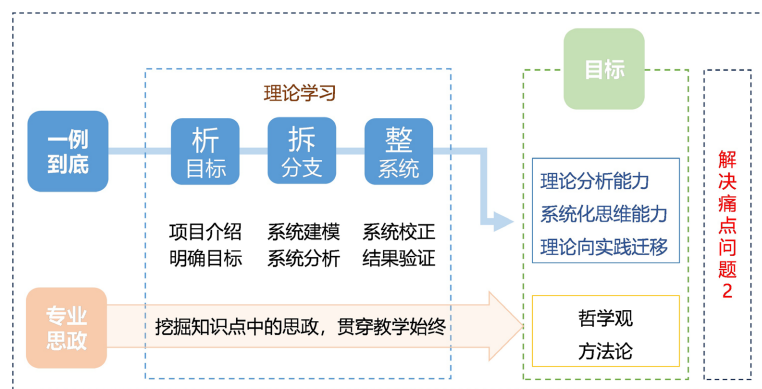 目标
理论学习
一例
到底
析
目标
拆
分支
整
系统
项目介绍
明确目标
系统建模
系统分析
系统校正
结果验证
理论分析能力
系统化思维能力
理论向实践迁移
专业
思政
挖掘知识点中的思政，贯穿教学始终
哲学观
方法论
解决痛点问题2